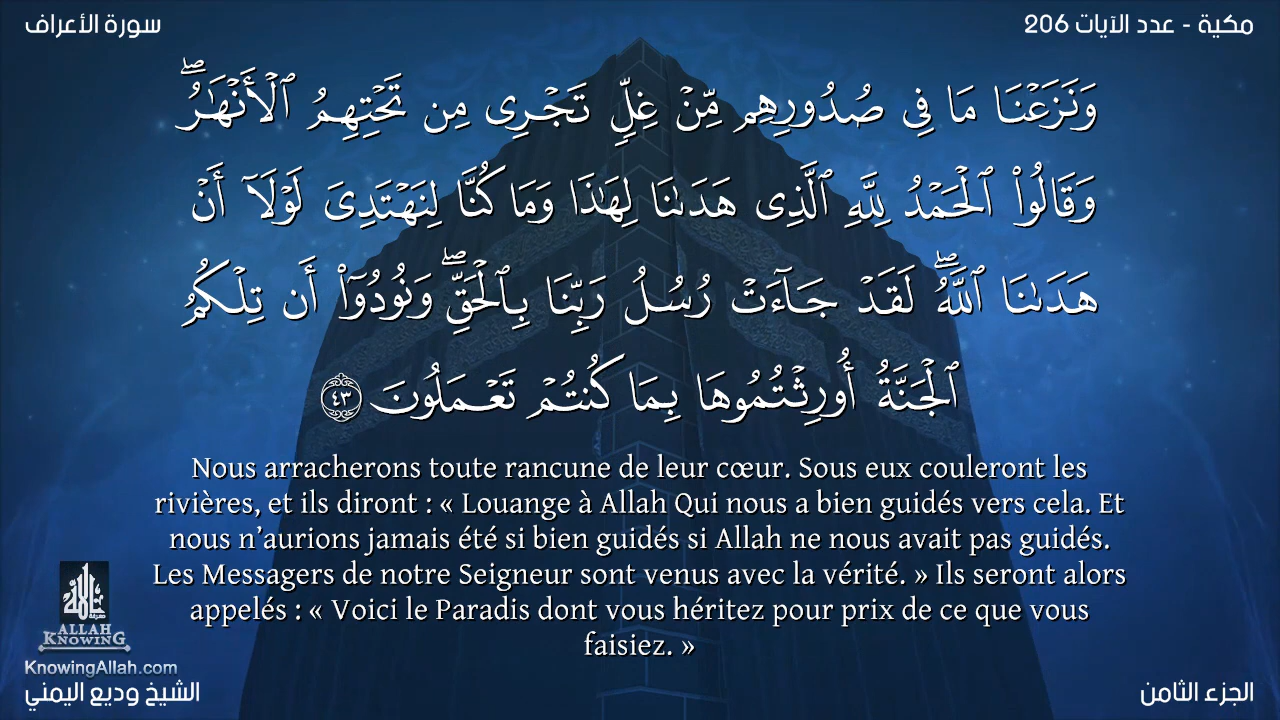 سورة الأعراف
مكية - عدد الآيات 206
وَنَزَعْنَا مَا فِى صُدُورِهِم مِّنْ غِلٍّ تَجْرِى مِن تَحْتِهِمُ ٱلْأَنْهَـٰرُ ۖ
وَقَالُوا۟ ٱلْحَمْدُ لِلَّهِ ٱلَّذِى هَدَىٰنَا لِهَـٰذَا وَمَا كُنَّا لِنَهْتَدِىَ لَوْلَآ أَنْ
هَدَىٰنَا ٱللَّهُ ۖ لَقَدْ جَآءَتْ رُسُلُ رَبِّنَا بِٱلْحَقِّ ۖ وَنُودُوٓا۟ أَن تِلْكُمُ
ٱلْجَنَّةُ أُورِثْتُمُوهَا بِمَا كُنتُمْ تَعْمَلُونَ ٤٣
Nous arracherons toute rancune de leur cœur. Sous eux couleront les
rivières, et ils diront : « Louange à Allah Qui nous a bien guidés vers cela. Et
nous n’aurions jamais été si bien guidés si Allah ne nous avait pas guidés.
Les Messagers de notre Seigneur sont venus avec la vérité. » Ils seront alors
appelés : « Voici le Paradis dont vous héritez pour prix de ce que vous
faisiez. »
ALLAH
KNOWING
KnowingAllah.com
الشيخ وديع اليمني
الجزء الثامن